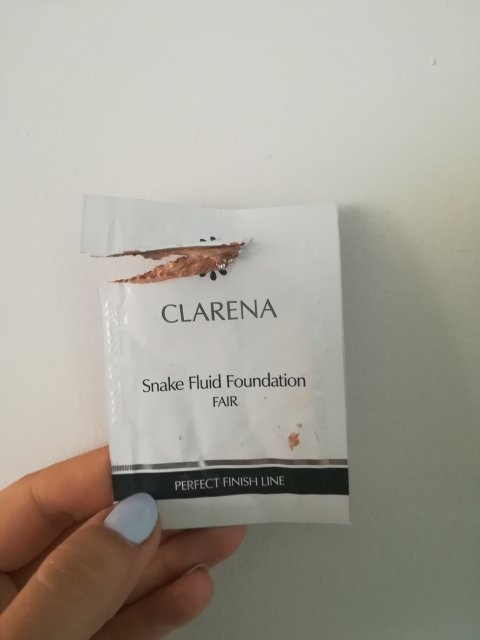 CLARENA
Snake Fluid Foundation
FAIR
PERFECT FINISH LINE